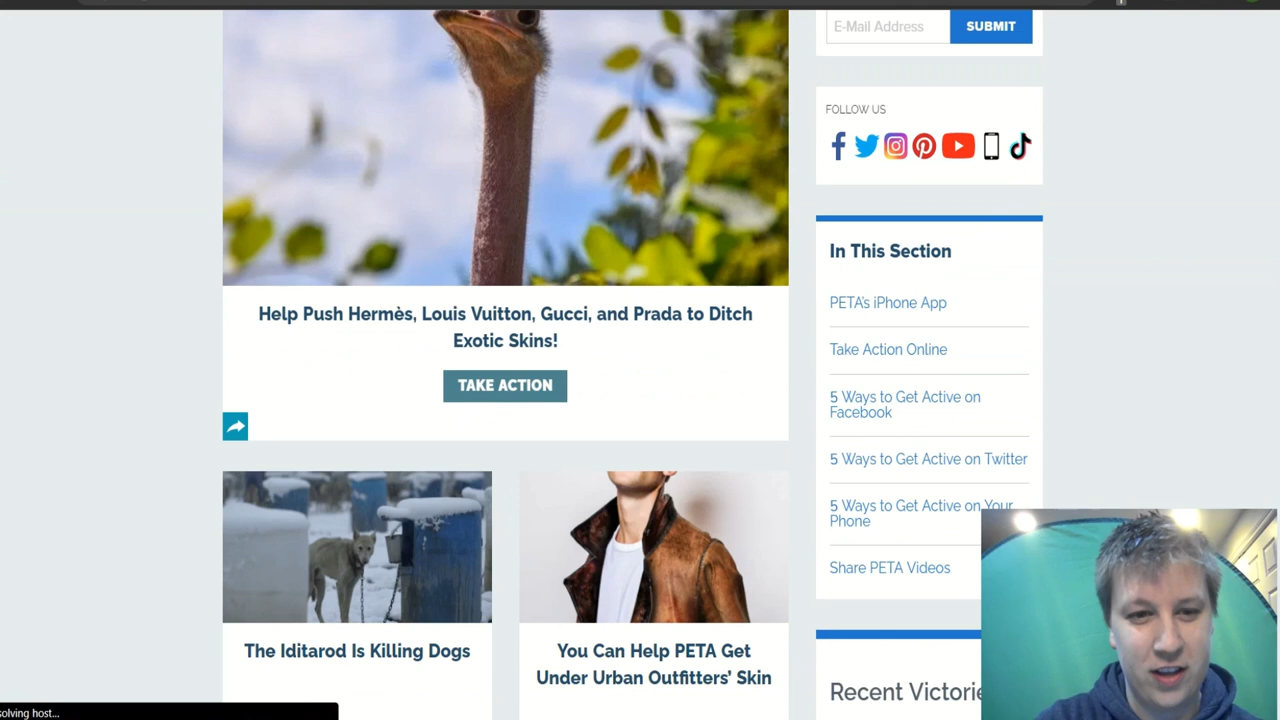 E-Mail Address
SUBMIT
FOLLOW US
In This Section
PETA's iPhone App
Take Action Online
5 Ways to Get Active on
Facebook
5 Ways to Get Active on Twitter
5 Ways to Get Active on Your
Phone
Share PETA Videos
Help Push Hermès, Louis Vuitton, Gucci, and Prada to Ditch
Exotic Skins!
TAKE ACTION
The Iditarod Is Killing Dogs
You Can Help PETA Get
Under Urban Outfitters' Skin
Recent Victorie
solving host...